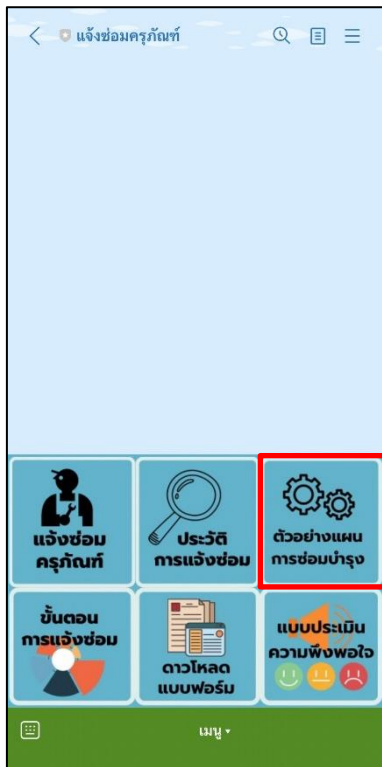 แจ้งซ่อมครุภัณฑ์
แจ้งซ่อม
ครุภัณฑ์
ประวัติ
การแจ้งซ่อม
ตัวอย่างแผน
การซ่อมบำรุง
ขั้นตอน
การแจ้งซ่อม
ดาวโหลด
แบบฟอร์ม
แบบประเมิน
ความพึงพอใจ
เมนู